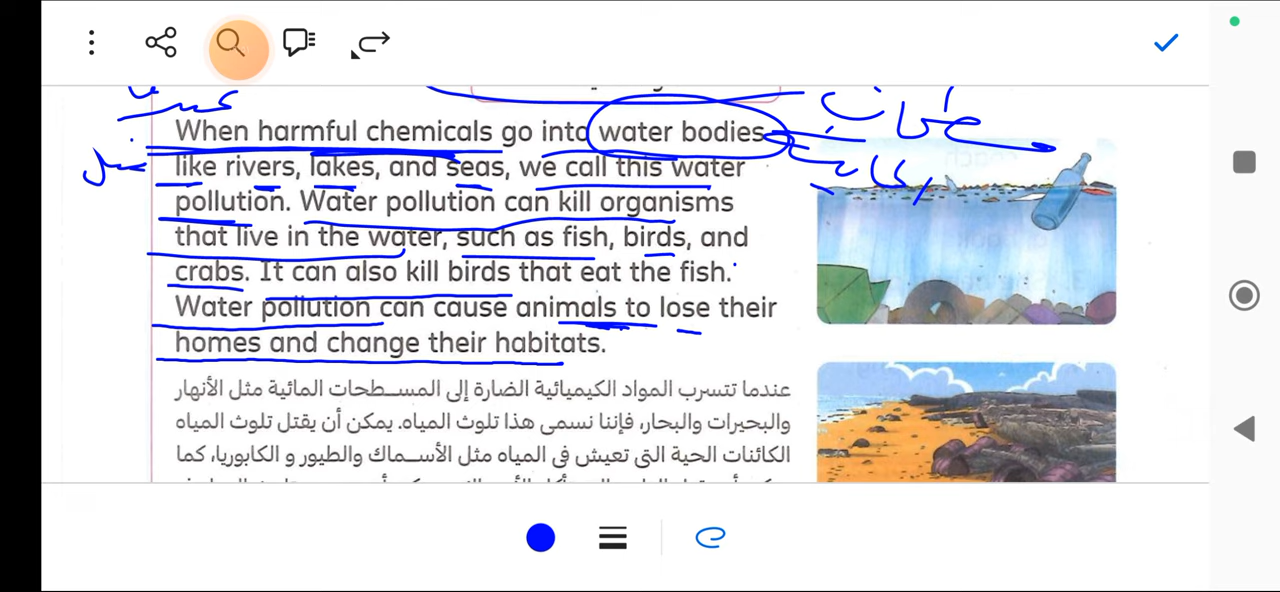 When harmful chemicals go into water bodies
like rivers, lakes, and seas, we call this water
pollution. Water pollution can kill organisms
that live in the water, such as fish, birds, and
crabs. It can also kill birds that eat the fish.
Water pollution can cause animals to lose their
homes and change their habitats.
عندما تتسرب المواد الكيميائية الضارة إلى المسـطحات المائية مثل الأنهار
والبحيرات والبحار، فإننا نسمى هذا تلوث المياه. يمكن أن يقتل تلوث المياه
الكائنات الحية التى تعيش فى المياه مثل الأسـماك والطيور و الكابوريا، كما